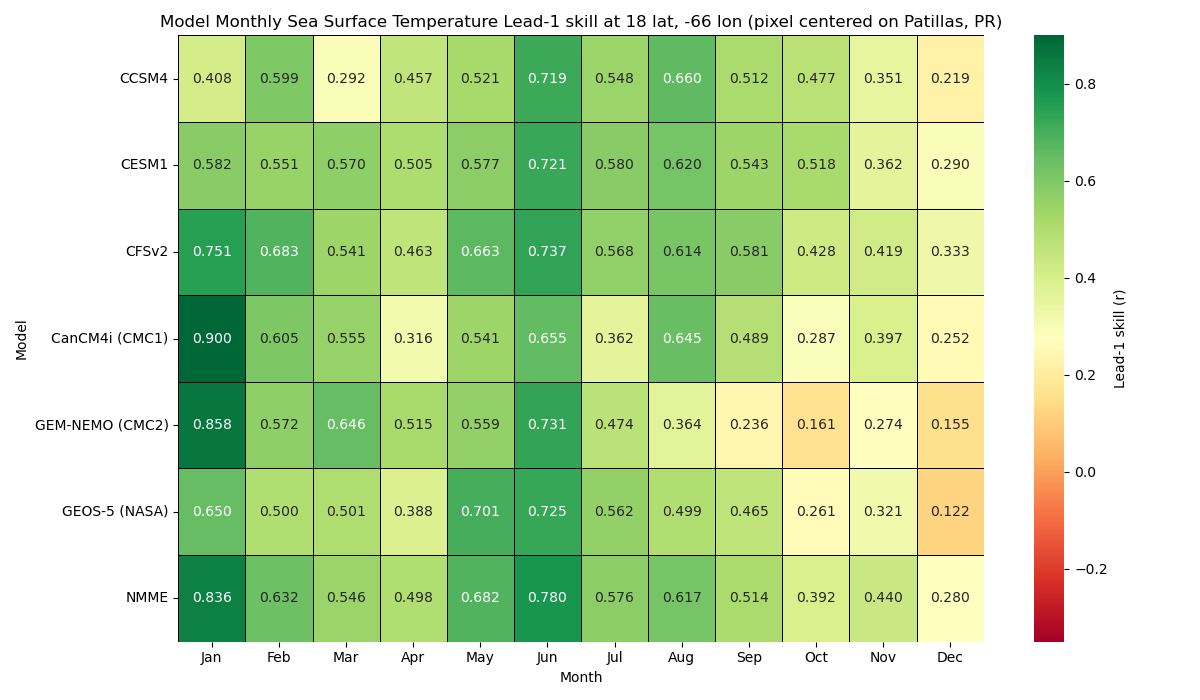 Model Monthly Sea Surface Temperature Lead-1 skill at 18 lat, -66 lon (pixel centered on Patillas, PR)
CCSM4 0.408 0.599 0.292 0.457 0.521 0.719 0.548 0.660 0.512 0.477 0.351 0.219
CESM1 0.582 0.551 0.570 0.505 0.577 0.721 0.580 0.620 0.543 0.518 0.362 0.290
CFSv2 0.751 0.683 0.541 0.463 0.663 0.737 0.568 0.614 0.581 0.428 0.419 0.333
CanCM4i (CMC1) 0.900 0.605 0.555 0.316 0.541 0.655 0.362 0.645 0.489 0.287 0.397 0.252
GEM-NEMO (CMC2) 0.858 0.572 0.646 0.515 0.559 0.731 0.474 0.364 0.236 0.161 0.274 0.155
GEOS-5 (NASA) 0.650 0.500 0.501 0.388 0.701 0.725 0.562 0.499 0.465 0.261 0.321 0.122
NMME 0.836 0.632 0.546 0.498 0.682 0.780 0.576 0.617 0.514 0.392 0.440 0.280
Jan Feb Mar Apr May Jun Jul Aug Sep Oct Nov Dec
Month
Model
0.8
0.6
0.4
0.2
0.0
−0.2
Lead-1 skill (r)